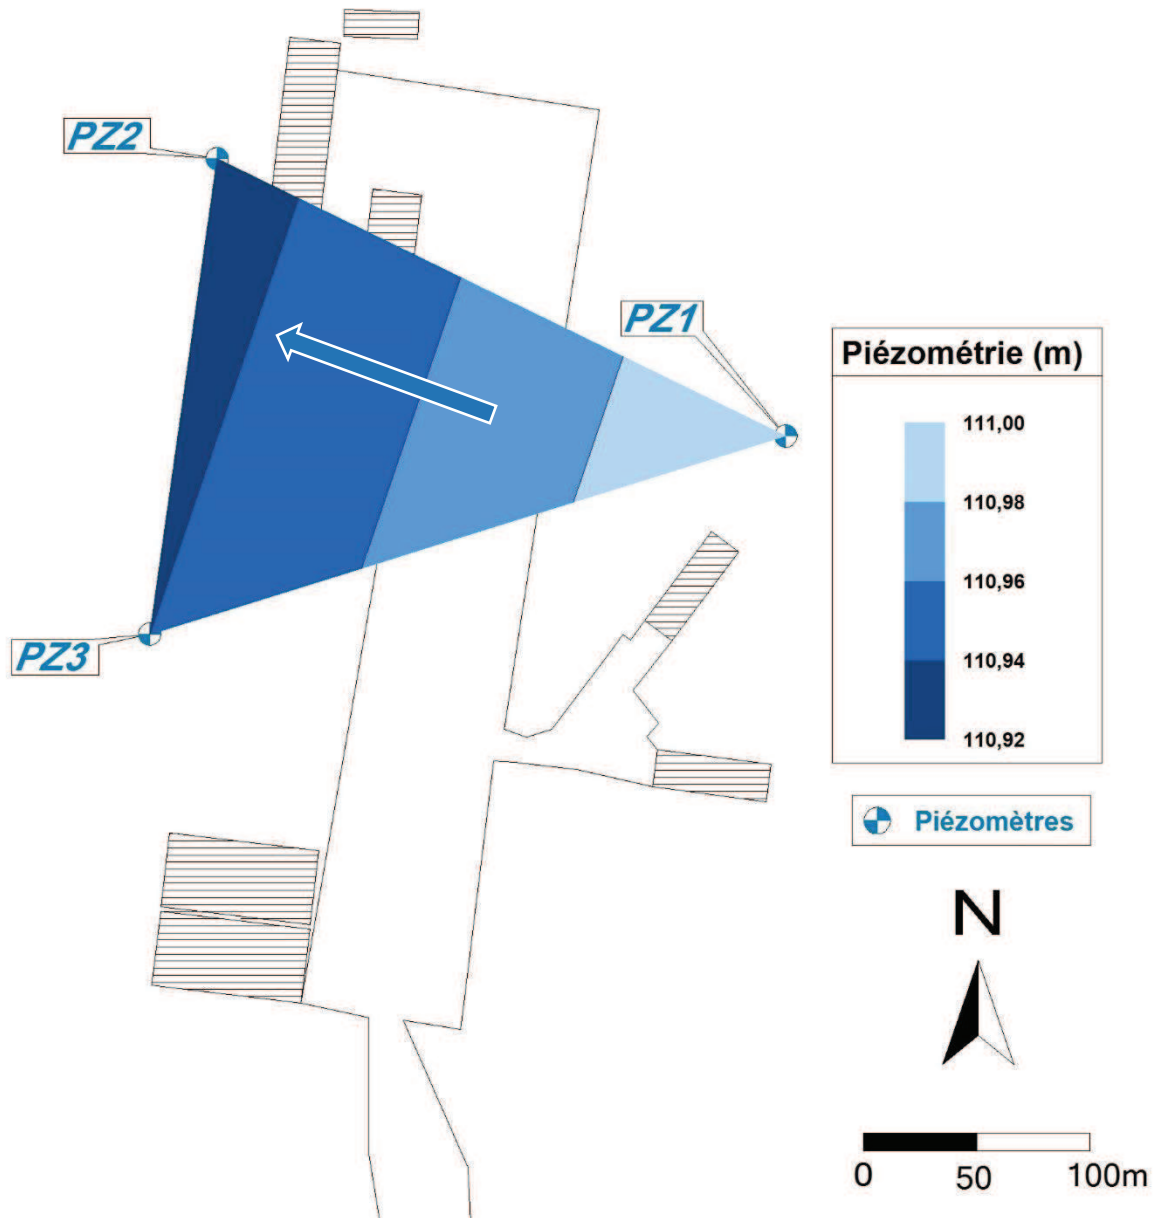 PZ2
PZ1
PZ3
Piézométrie (m)
111,00
110,98
110,96
110,94
110,92
Piézomètres
N
0 50 100m